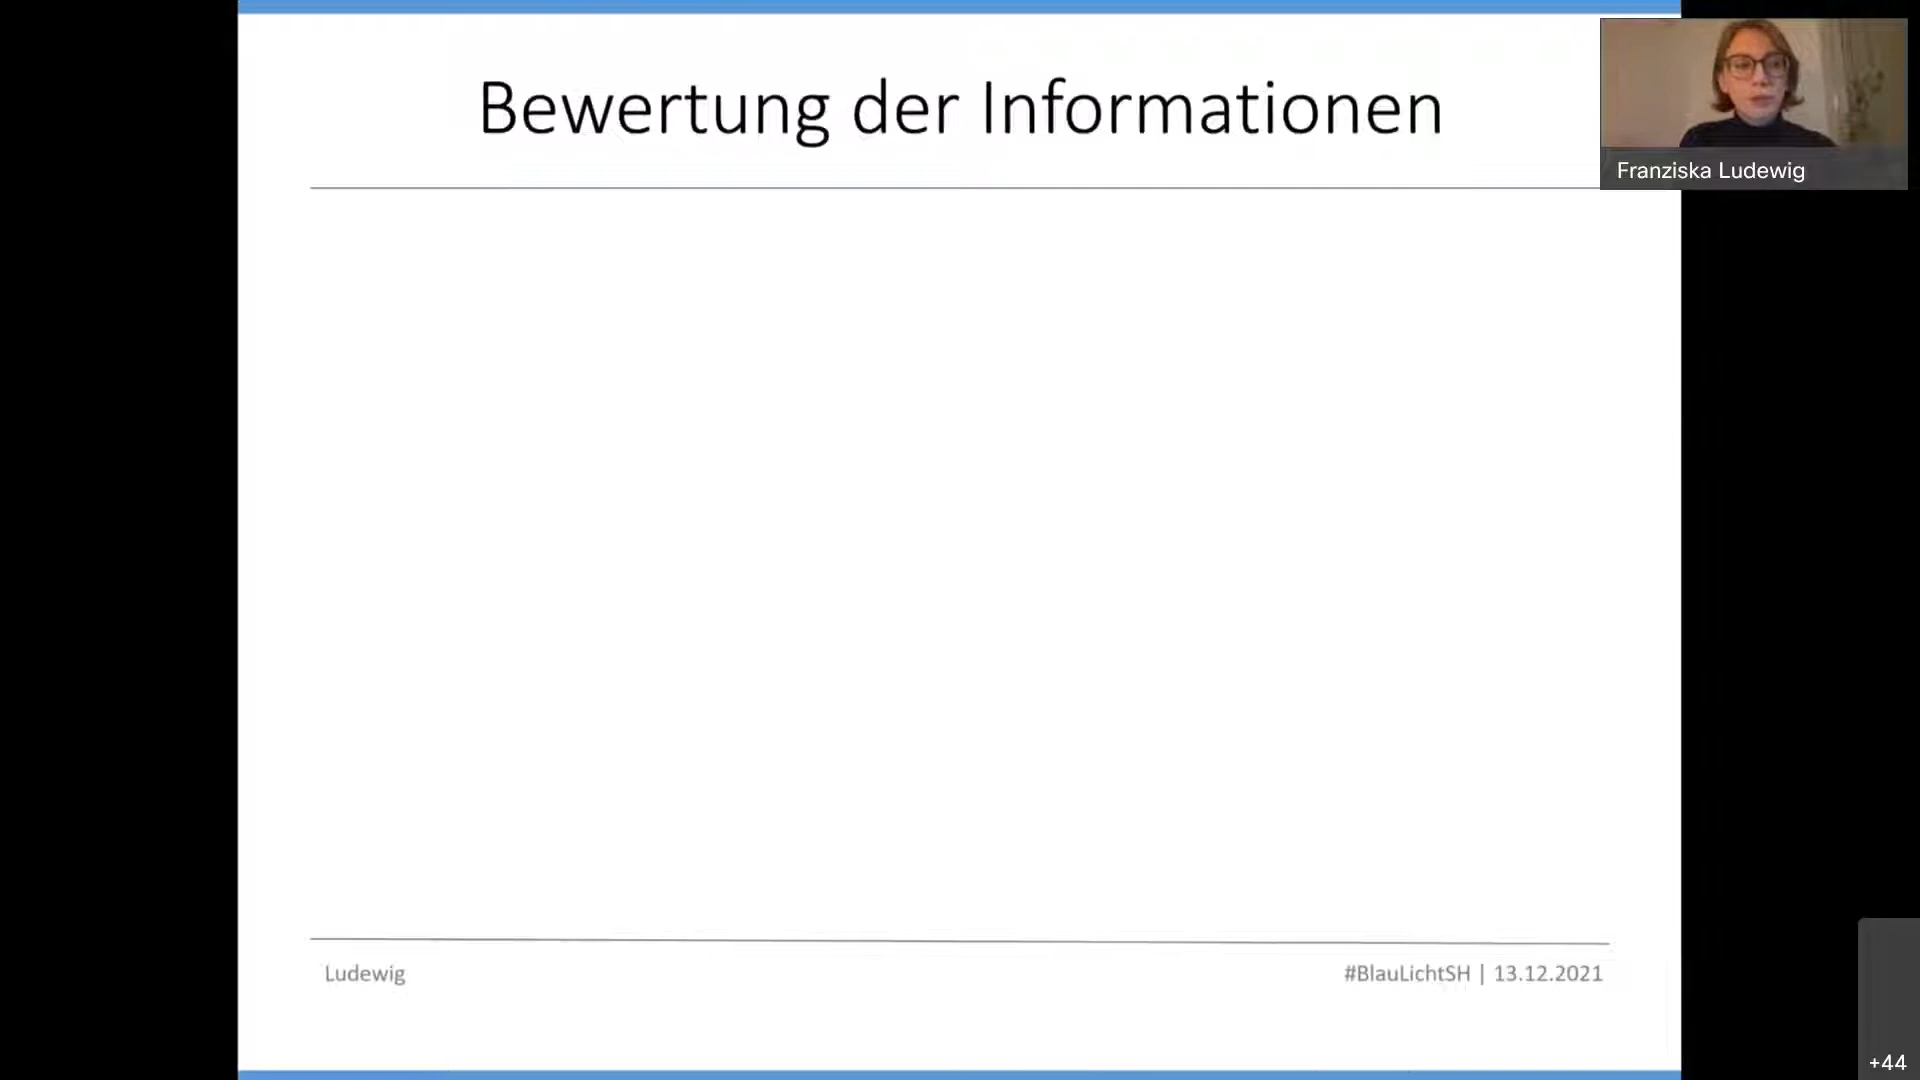 Bewertung der Informationen
Franziska Ludewig
Ludewig
#BlauLichtSH | 13.12.2021
+44